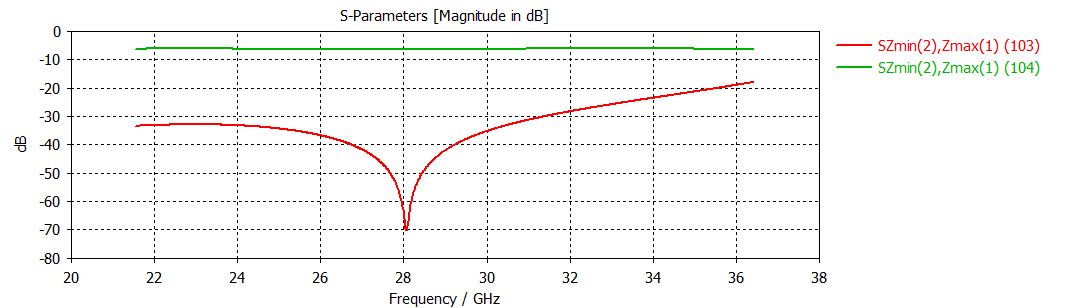 S-Parameters [Magnitude in dB]
0
-10
-20
-30
-40
-50
-60
-70
-80
dB
20 22 24 26 28 30 32 34 36 38
Frequency / GHz
SZmin(2),Zmax(1) (103)
SZmin(2),Zmax(1) (104)